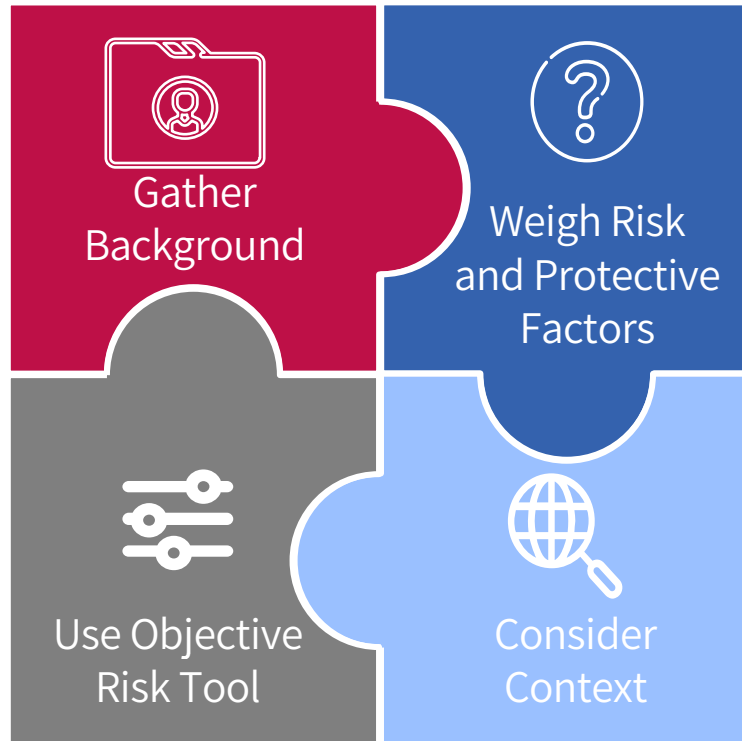 Gather
Background
Weigh Risk
and Protective
Factors
Use Objective
Risk Tool
Consider
Context